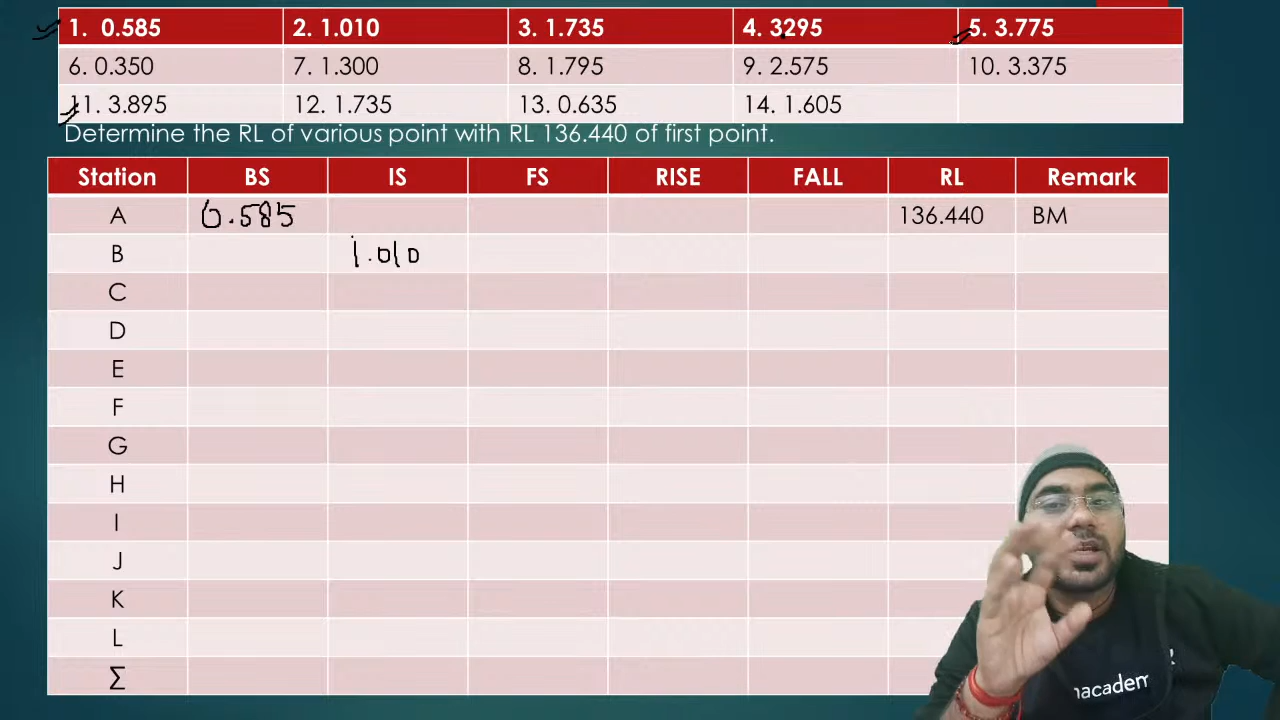 1. 0.585 2. 1.010 3. 1.735 4. 3295 5. 3.775
6. 0.350 7. 1.300 8. 1.795 9. 2.575 10. 3.375
11. 3.895 12. 1.735 13. 0.635 14. 1.605
Determine the RL of various point with RL 136.440 of first point.
Station BS IS FS RISE FALL RL Remark
A 0.585 136.440 BM
B 1.010
C
D
E
F
G
H
I
J
K
L
Σ